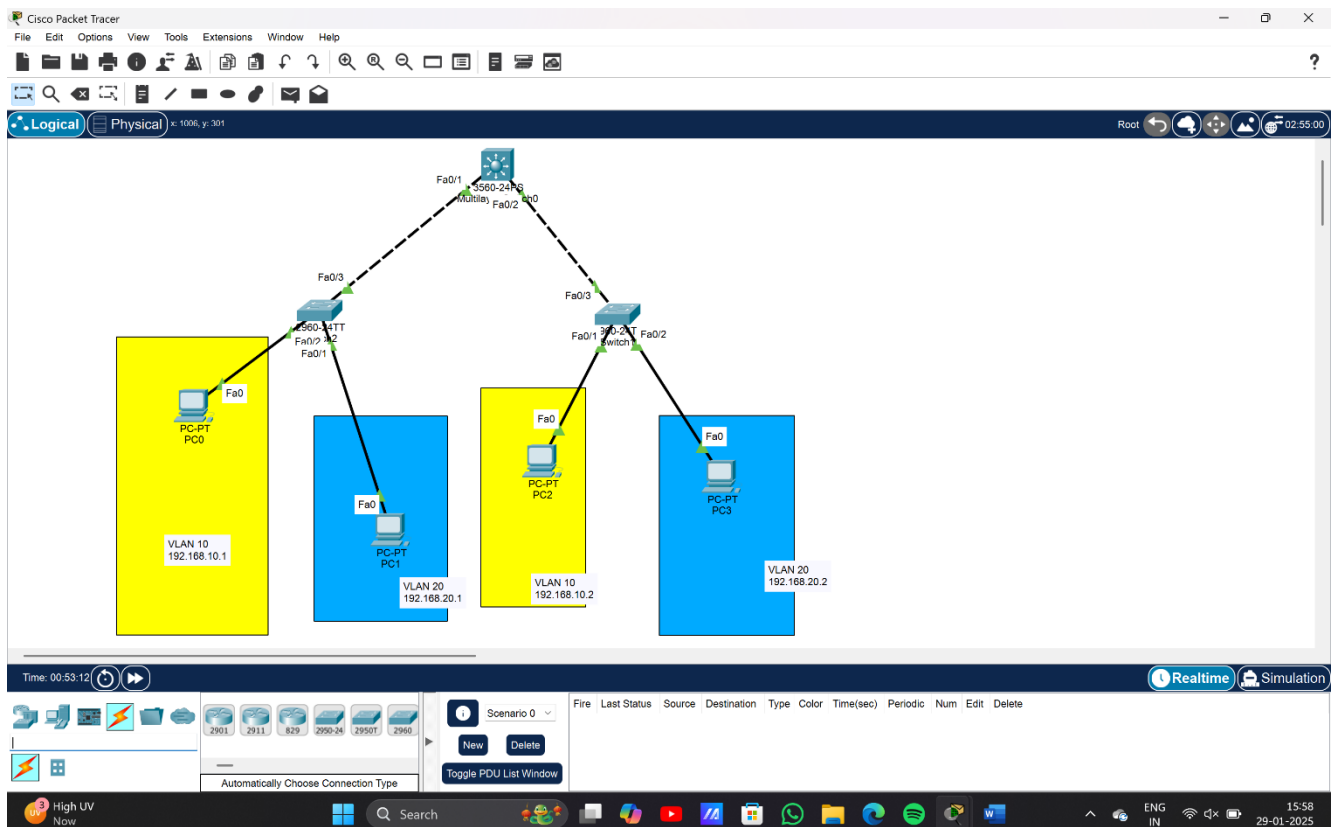 Cisco Packet Tracer
File Edit Options View Tools Extensions Window Help
?
Logical Physical x: 1006, y: 301 Root 02:55:00
Fa0/1
3560-24PS
Fa0/2
Fa0/3
Fa0/2
Fa0/1
Fa0/3
Fa0/1
Fa0/2
Switch1
Fa0
PC-PT
PC0
Fa0
PC-PT
PC1
Fa0
PC-PT
PC2
Fa0
PC-PT
PC3
VLAN 10
192.168.10.1
VLAN 20
192.168.20.1
VLAN 10
192.168.10.2
VLAN 20
192.168.20.2
Time: 00:53:12 Realtime Simulation
2901 2911 829 2950-24 2950T 2960
Automatically Choose Connection Type
Scenario 0
New Delete
Toggle PDU List Window
Fire Last Status Source Destination Type Color Time(sec) Periodic Num Edit Delete
3
High UV
Now
Search
ENG
IN
15:58
29-01-2025